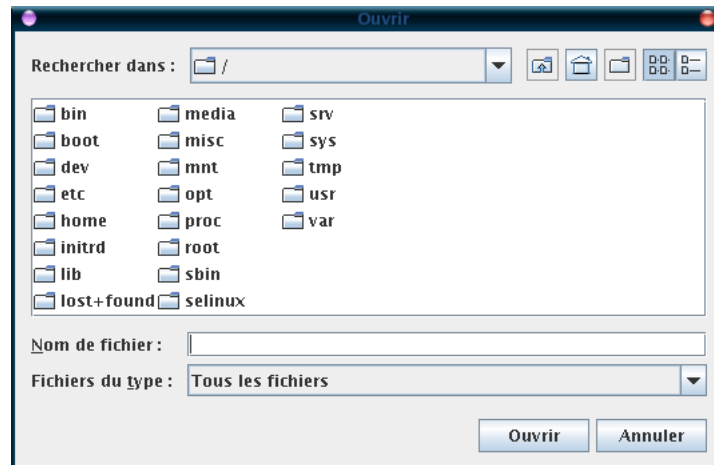 Ouvrir
Rechercher dans : /
bin media srv
boot misc sys
dev mnt tmp
etc opt usr
home proc var
initrd root
lib sbin
lost+found selinux
Nom de fichier :
Fichiers du type : Tous les fichiers
Ouvrir Annuler